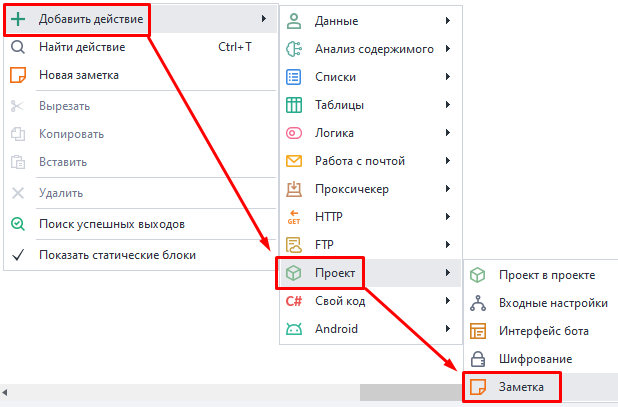 Добавить действие
Найти действие Ctrl+T
Новая заметка
Вырезать
Копировать
Вставить
Удалить
Поиск успешных выходов
Показать статические блоки
Данные
Анализ содержимого
Списки
Таблицы
Логика
Работа с почтой
Проксичекер
GET HTTP
FTP
Проект
C# Свой код
Android
Проект в проекте
Входные настройки
Интерфейс бота
Шифрование
Заметка